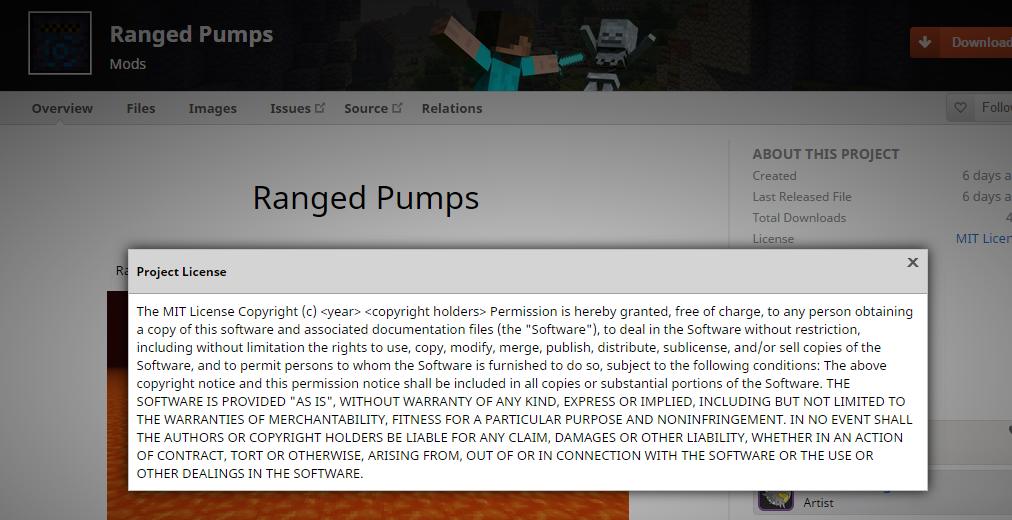 Ranged Pumps
Mods
Download
Overview Files Images Issues Source Relations
Follo
Ranged Pumps
ABOUT THIS PROJECT
Created 6 days a
Last Released File 6 days a
Total Downloads 4
License MIT Licen
Ra
Project License
The MIT License Copyright (c) <year> <copyright holders> Permission is hereby granted, free of charge, to any person obtaining
a copy of this software and associated documentation files (the "Software"), to deal in the Software without restriction,
including without limitation the rights to use, copy, modify, merge, publish, distribute, sublicense, and/or sell copies of the
Software, and to permit persons to whom the Software is furnished to do so, subject to the following conditions: The above
copyright notice and this permission notice shall be included in all copies or substantial portions of the Software. THE
SOFTWARE IS PROVIDED "AS IS", WITHOUT WARRANTY OF ANY KIND, EXPRESS OR IMPLIED, INCLUDING BUT NOT LIMITED TO
THE WARRANTIES OF MERCHANTABILITY, FITNESS FOR A PARTICULAR PURPOSE AND NONINFRINGEMENT. IN NO EVENT SHALL
THE AUTHORS OR COPYRIGHT HOLDERS BE LIABLE FOR ANY CLAIM, DAMAGES OR OTHER LIABILITY, WHETHER IN AN ACTION
OF CONTRACT, TORT OR OTHERWISE, ARISING FROM, OUT OF OR IN CONNECTION WITH THE SOFTWARE OR THE USE OR
OTHER DEALINGS IN THE SOFTWARE.
Artist